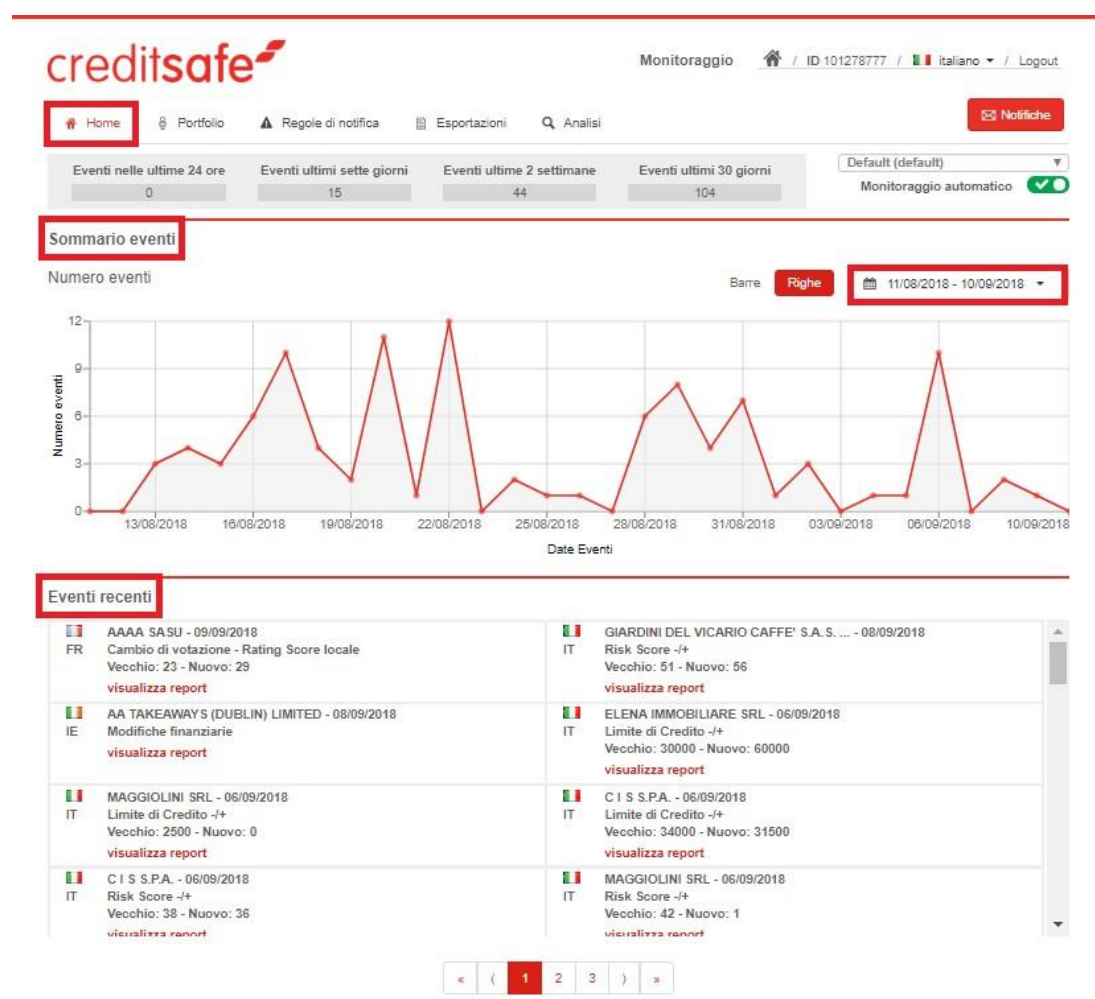 creditsafe
Monitoraggio / ID 101278777 / italiano / Logout
Home Portfolio Regole di notifica Esportazioni Analisi Notifiche
Eventi nelle ultime 24 ore Eventi ultimi sette giorni Eventi ultime 2 settimane Eventi ultimi 30 giorni
0 15 44 104
Default (default)
Monitoraggio automatico
Sommario eventi
Numero eventi
Barre Righe 11/08/2018 - 10/09/2018
12
9
6
3
0
Numero eventi
13/08/2018 16/08/2018 19/08/2018 22/08/2018 25/08/2018 28/08/2018 31/08/2018 03/09/2018 06/09/2018 10/09/2018
Date Eventi
Eventi recenti
AAAA SASU - 09/09/2018
FR Cambio di votazione - Rating Score locale
Vecchio: 23 - Nuovo: 29
visualizza report
GIARDINI DEL VICARIO CAFFE' S.A.S. ... - 08/09/2018
IT Risk Score -/+
Vecchio: 51 - Nuovo: 56
visualizza report
AA TAKEAWAYS (DUBLIN) LIMITED - 08/09/2018
IE Modifiche finanziarie
visualizza report
ELENA IMMOBILIARE SRL - 06/09/2018
IT Limite di Credito -/+
Vecchio: 30000 - Nuovo: 60000
visualizza report
MAGGIOLINI SRL - 06/09/2018
IT Limite di Credito -/+
Vecchio: 2500 - Nuovo: 0
visualizza report
C I S S.P.A. - 06/09/2018
IT Limite di Credito -/+
Vecchio: 34000 - Nuovo: 31500
visualizza report
C I S S.P.A. - 06/09/2018
IT Risk Score -/+
Vecchio: 38 - Nuovo: 36
visualizza report
MAGGIOLINI SRL - 06/09/2018
IT Risk Score -/+
Vecchio: 42 - Nuovo: 1
visualizza report
« ⟨ 1 2 3 ⟩ »